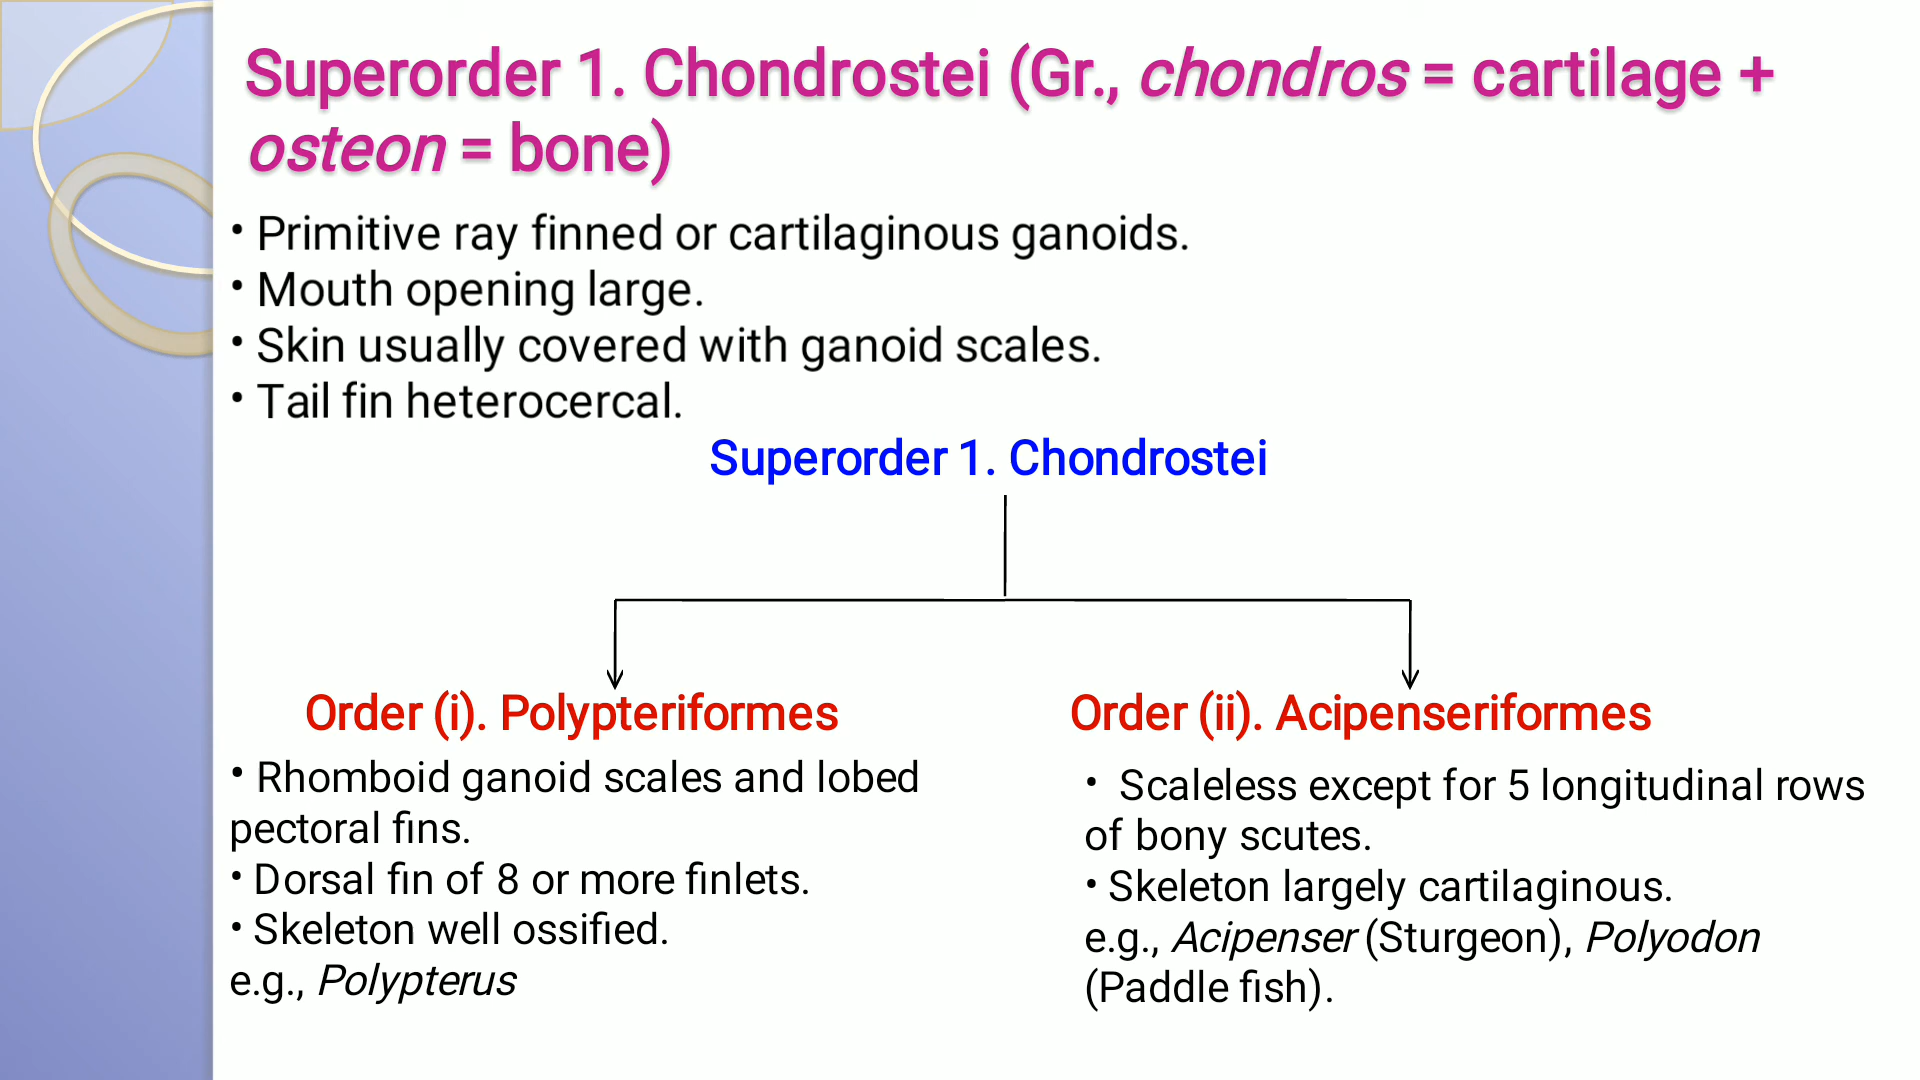 Superorder 1. Chondrostei (Gr., chondros = cartilage +
osteon = bone)
• Primitive ray finned or cartilaginous ganoids.
• Mouth opening large.
• Skin usually covered with ganoid scales.
• Tail fin heterocercal.
Superorder 1. Chondrostei
Order (i). Polypteriformes
• Rhomboid ganoid scales and lobed
pectoral fins.
• Dorsal fin of 8 or more finlets.
• Skeleton well ossified.
e.g., Polypterus
Order (ii). Acipenseriformes
• Scaleless except for 5 longitudinal rows
of bony scutes.
• Skeleton largely cartilaginous.
e.g., Acipenser (Sturgeon), Polyodon
(Paddle fish).